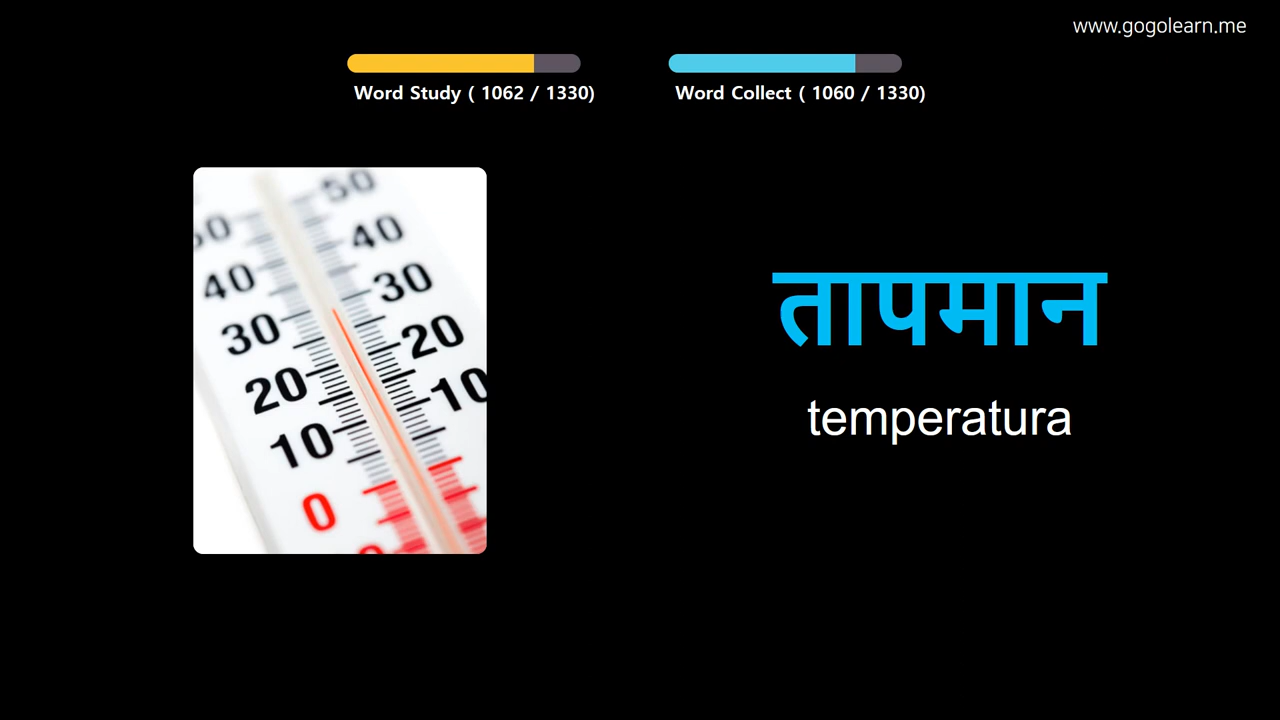 www.gogolearn.me
Word Study ( 1062 / 1330)
Word Collect ( 1060 / 1330)
50
40
30
20
10
0
50
40
30
20
10
तापमान
temperatura